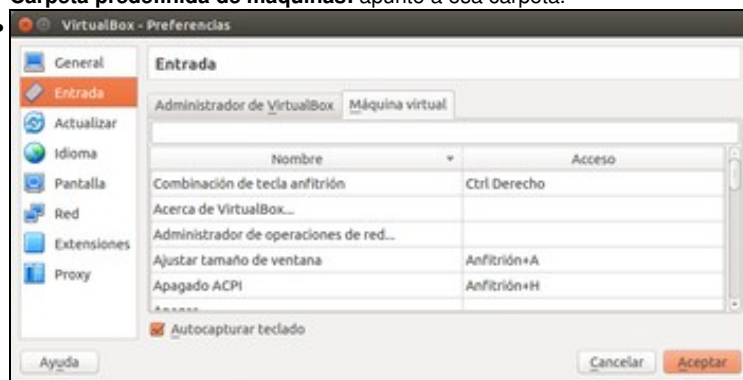 Carpeta predefinida de máquinas: apunte a esa carpeta.
VirtualBox - Preferencias
General
Entrada
Actualizar
Idioma
Pantalla
Red
Extensiones
Proxy
Entrada
Administrador de VirtualBox Máquina virtual
Nombre Acceso
Combinación de tecla anfitrión Ctrl Derecho
Acerca de VirtualBox...
Administrador de operaciones de red...
Ajustar tamaño de ventana Anfitrión+A
Apagado ACPI Anfitrión+H
Autocapturar teclado
Ayuda Cancelar Aceptar